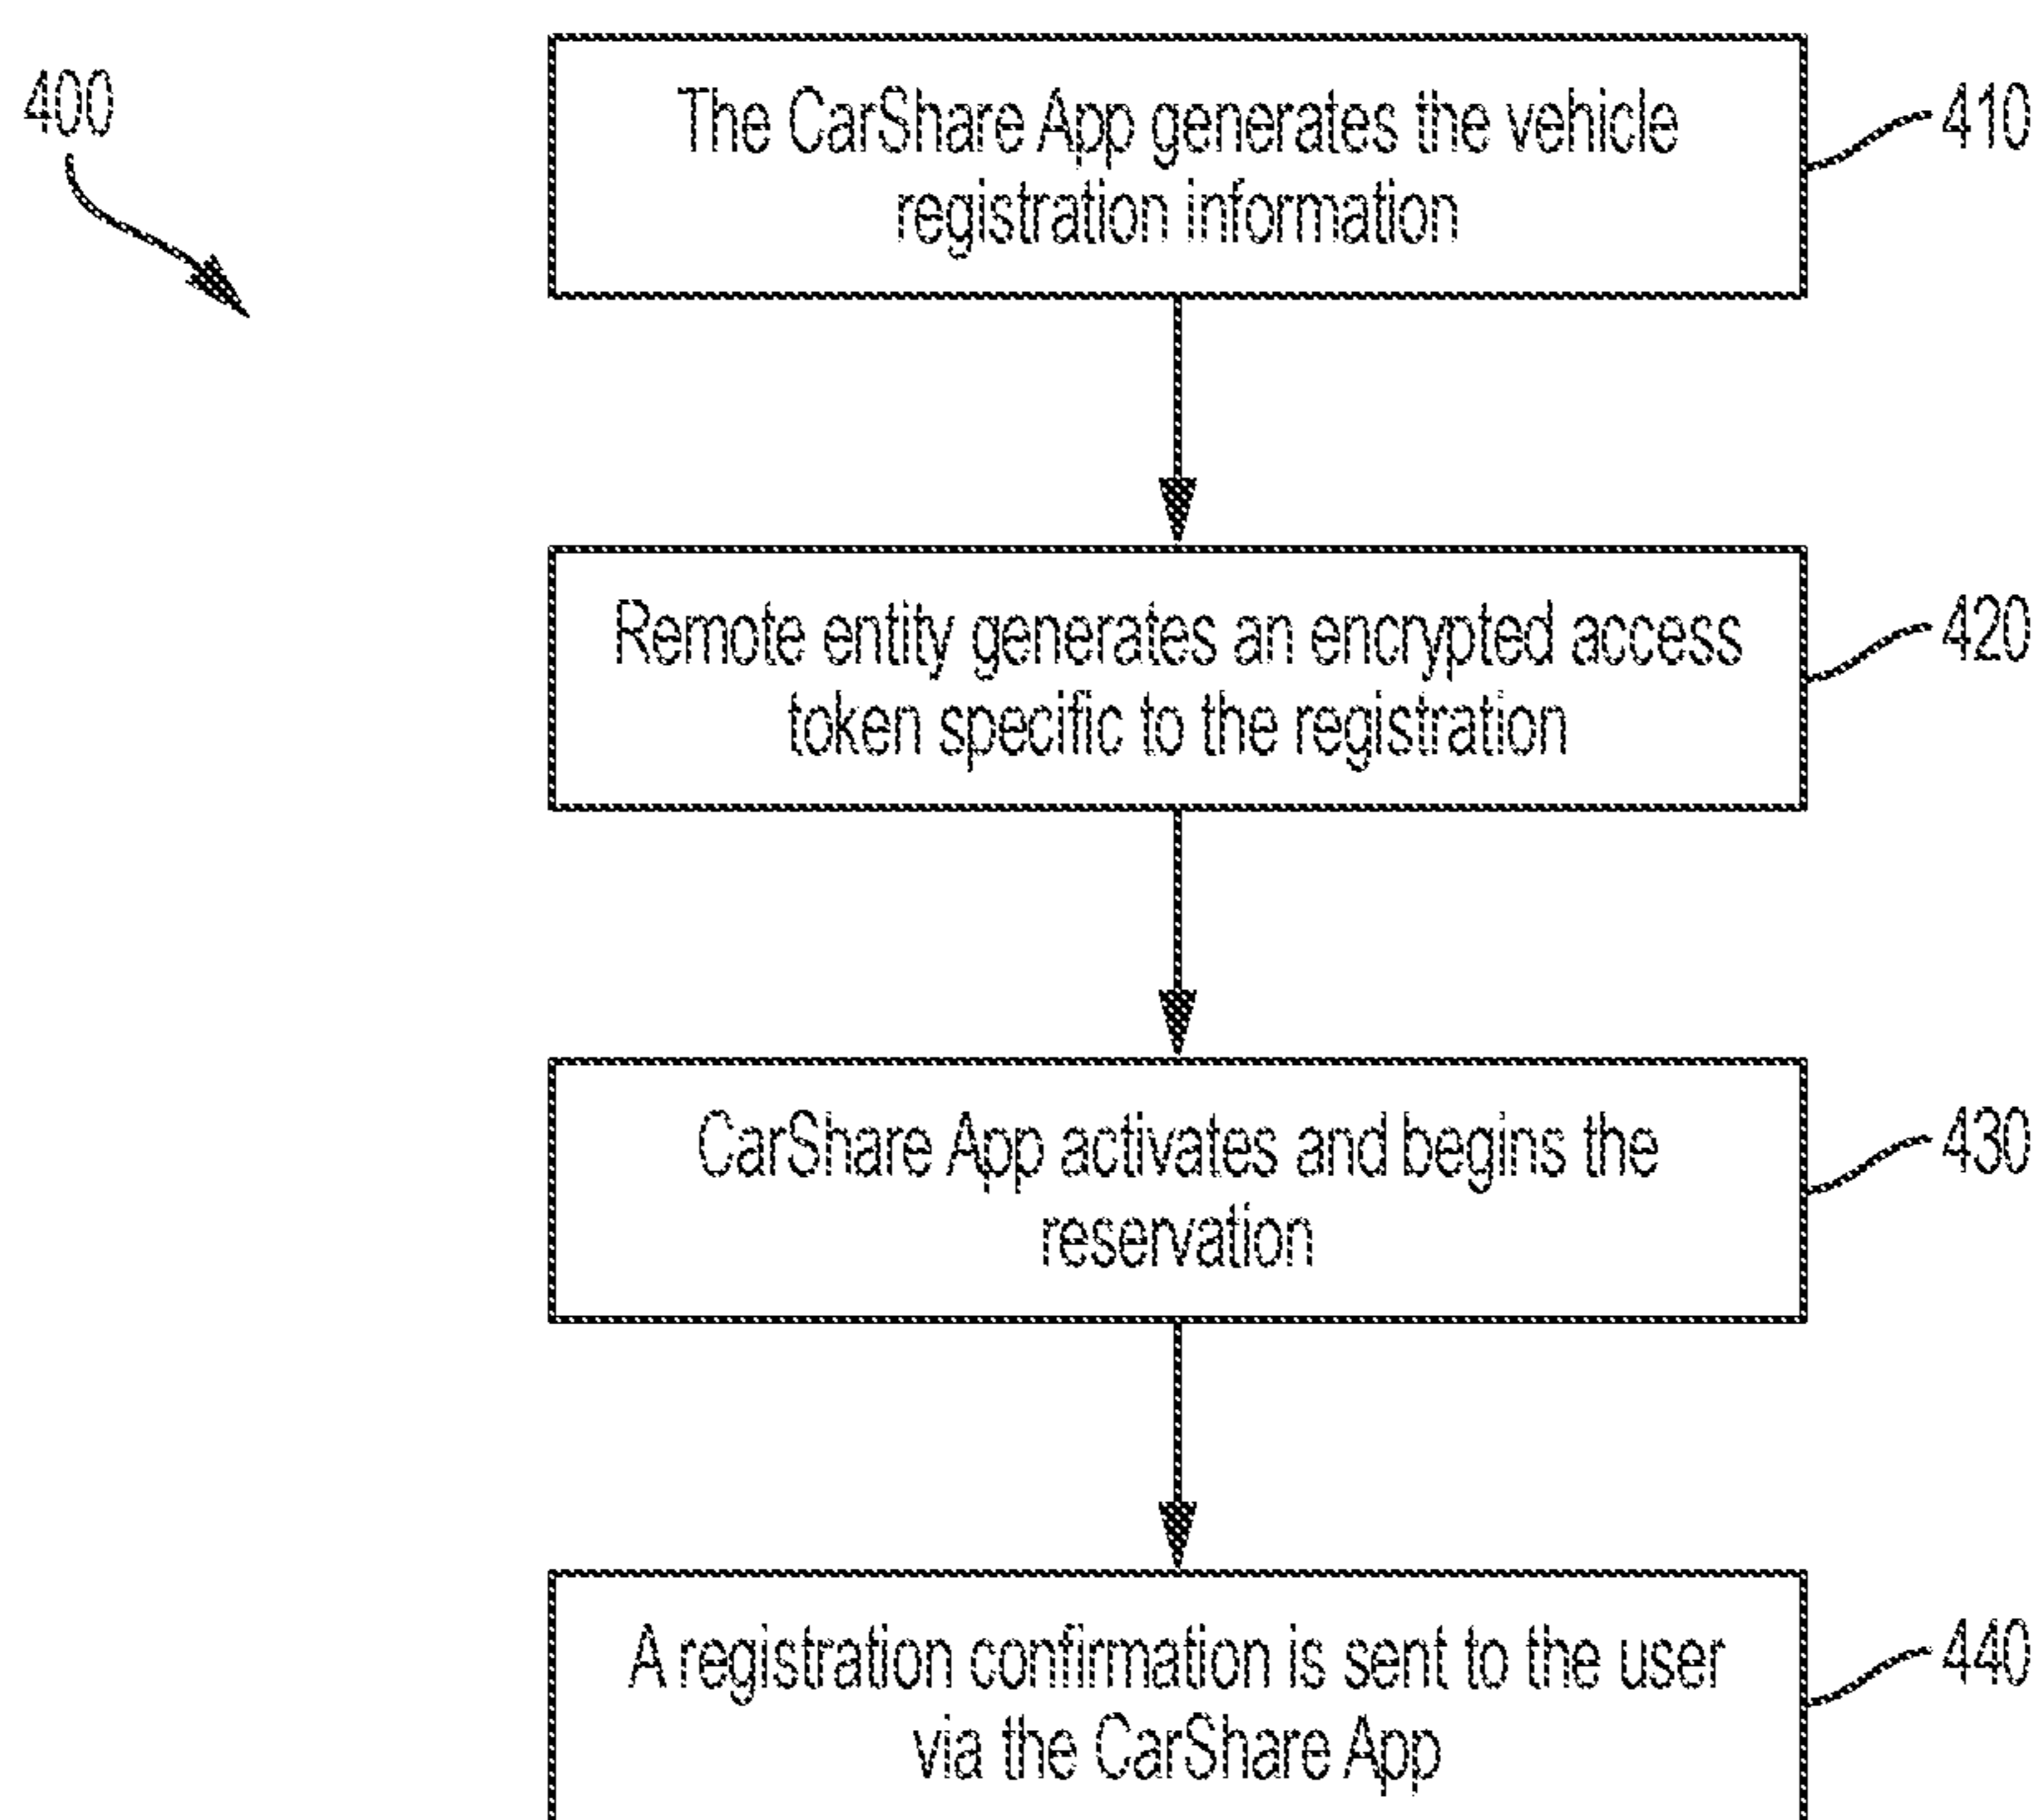 400
The CarShare App generates the vehicle
registration information
410
Remote entity generates an encrypted access
token specific to the registration
420
CarShare App activates and begins the
reservation
430
A registration confirmation is sent to the user
via the CarShare App
440